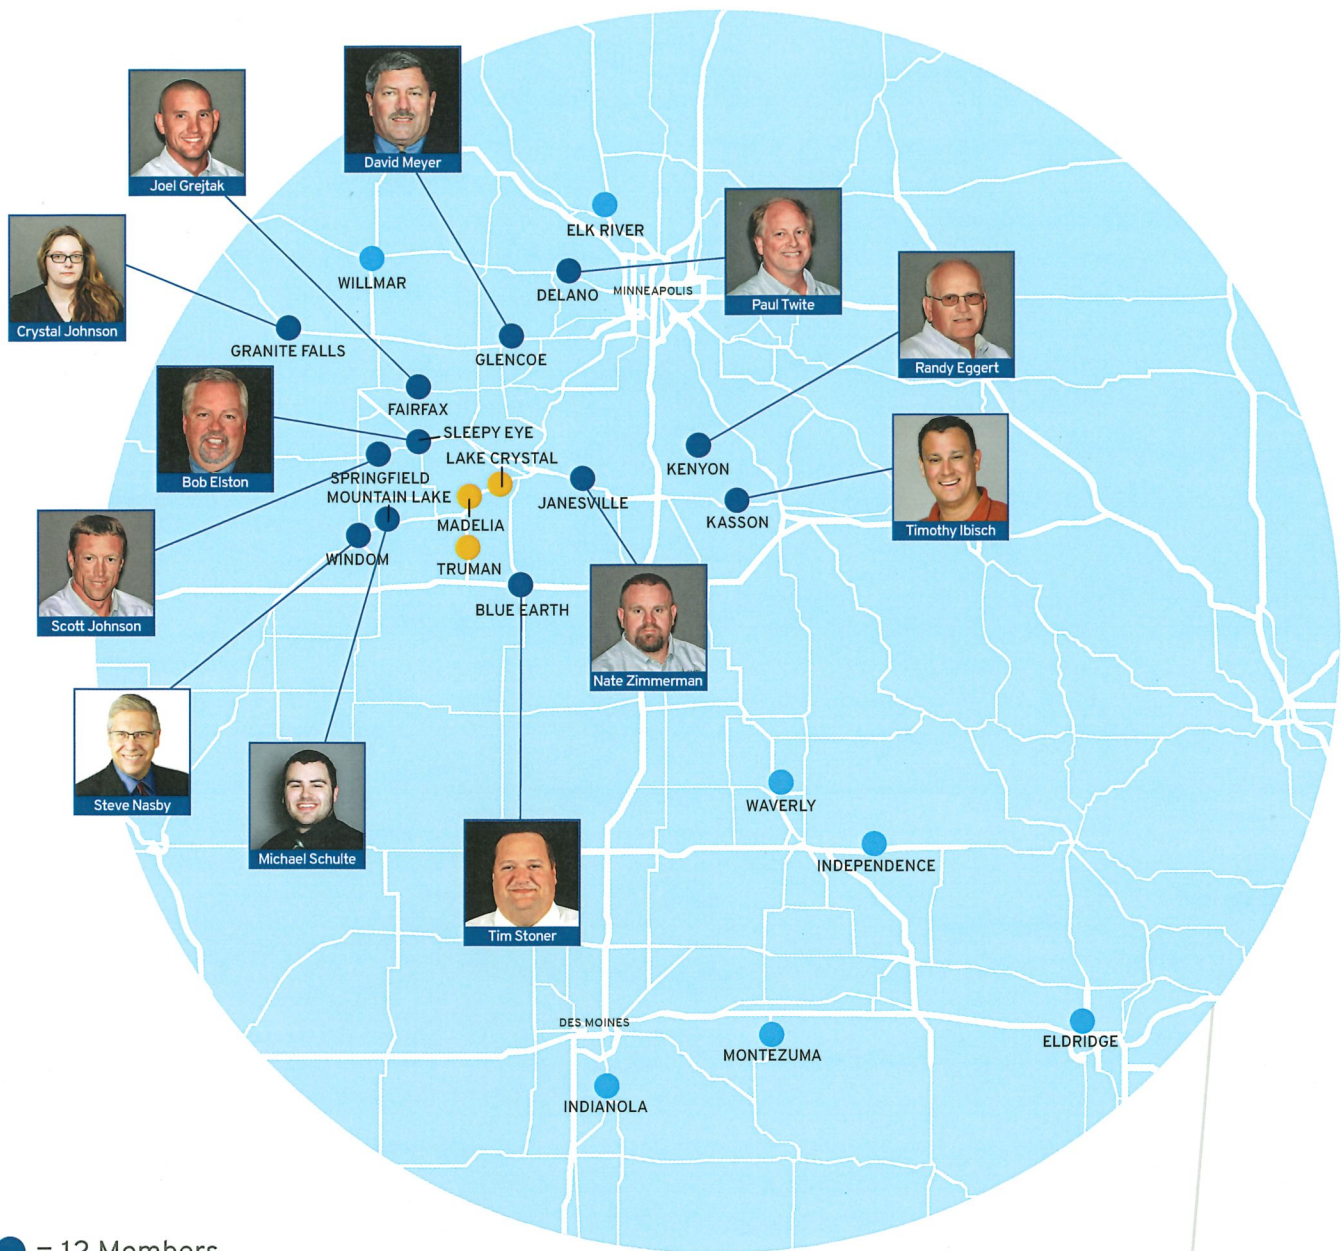 David Meyer
Joel Grejtak
ELK RIVER
WILLMAR
DELANO
MINNEAPOLIS
Paul Twite
Crystal Johnson
GRANITE FALLS
GLENCOE
Randy Eggert
FAIRFAX
SLEEPY EYE
LAKE CRYSTAL
KENYON
Bob Elston
SPRINGFIELD
MOUNTAIN LAKE
JANESVILLE
MADELIA
KASSON
Timothy Ibisch
WINDOM
TRUMAN
BLUE EARTH
Scott Johnson
Nate Zimmerman
Steve Nasby
WAVERLY
Michael Schulte
INDEPENDENCE
Tim Stoner
DES MOINES
MONTEZUMA
ELDRIDGE
INDIANOLA
= 12 Members